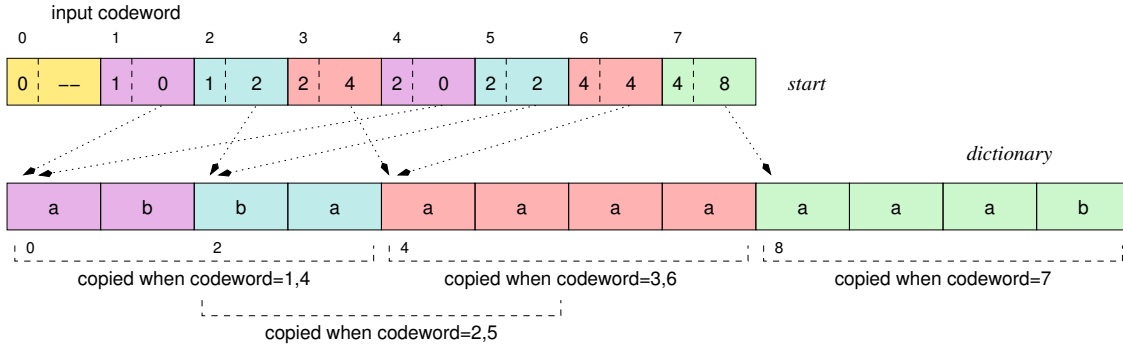 input codeword
0 1 2 3 4 5 6 7
0 -- 1 0 1 2 2 4 2 0 2 2 4 4 4 8 start
dictionary
a b b a a a a a a a a b
0 2 4 8
copied when codeword=1,4 copied when codeword=3,6 copied when codeword=7
copied when codeword=2,5